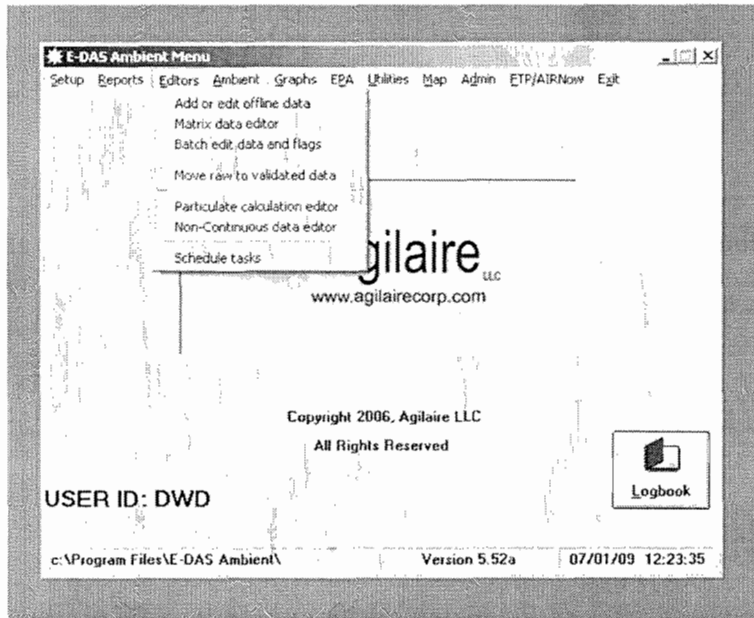 E-DAS Ambient Menu
Setup Reports Editors Ambient Graphs EPA Utilities Map Admin FTP/AIRNow Exit
Add or edit offline data
Matrix data editor
Batch edit data and flags
Move raw to validated data
Particulate calculation editor
Non-Continuous data editor
Schedule tasks
gilaire LLC
www.agilairecorp.com
Copyright 2006, Agilaire LLC
All Rights Reserved
Logbook
USER ID: DWD
c:\Program Files\E-DAS Ambient\ Version 5.52a 07/01/09 12:23:35